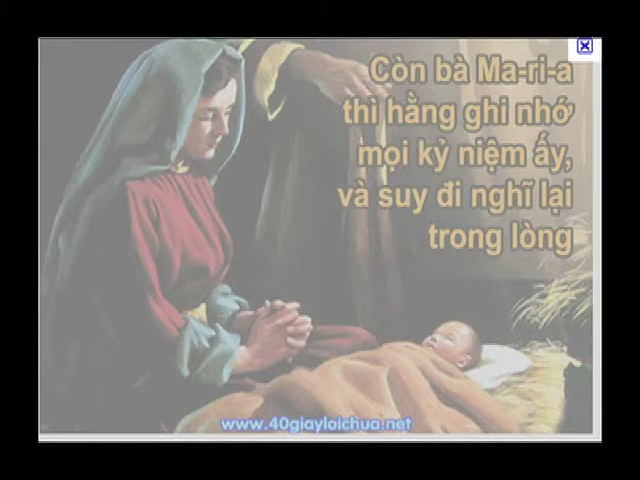 Còn bà Ma-ri-a
thì hằng ghi nhớ
mọi kỷ niệm ấy,
và suy đi nghĩ lại
trong lòng
www.40giayloichua.net